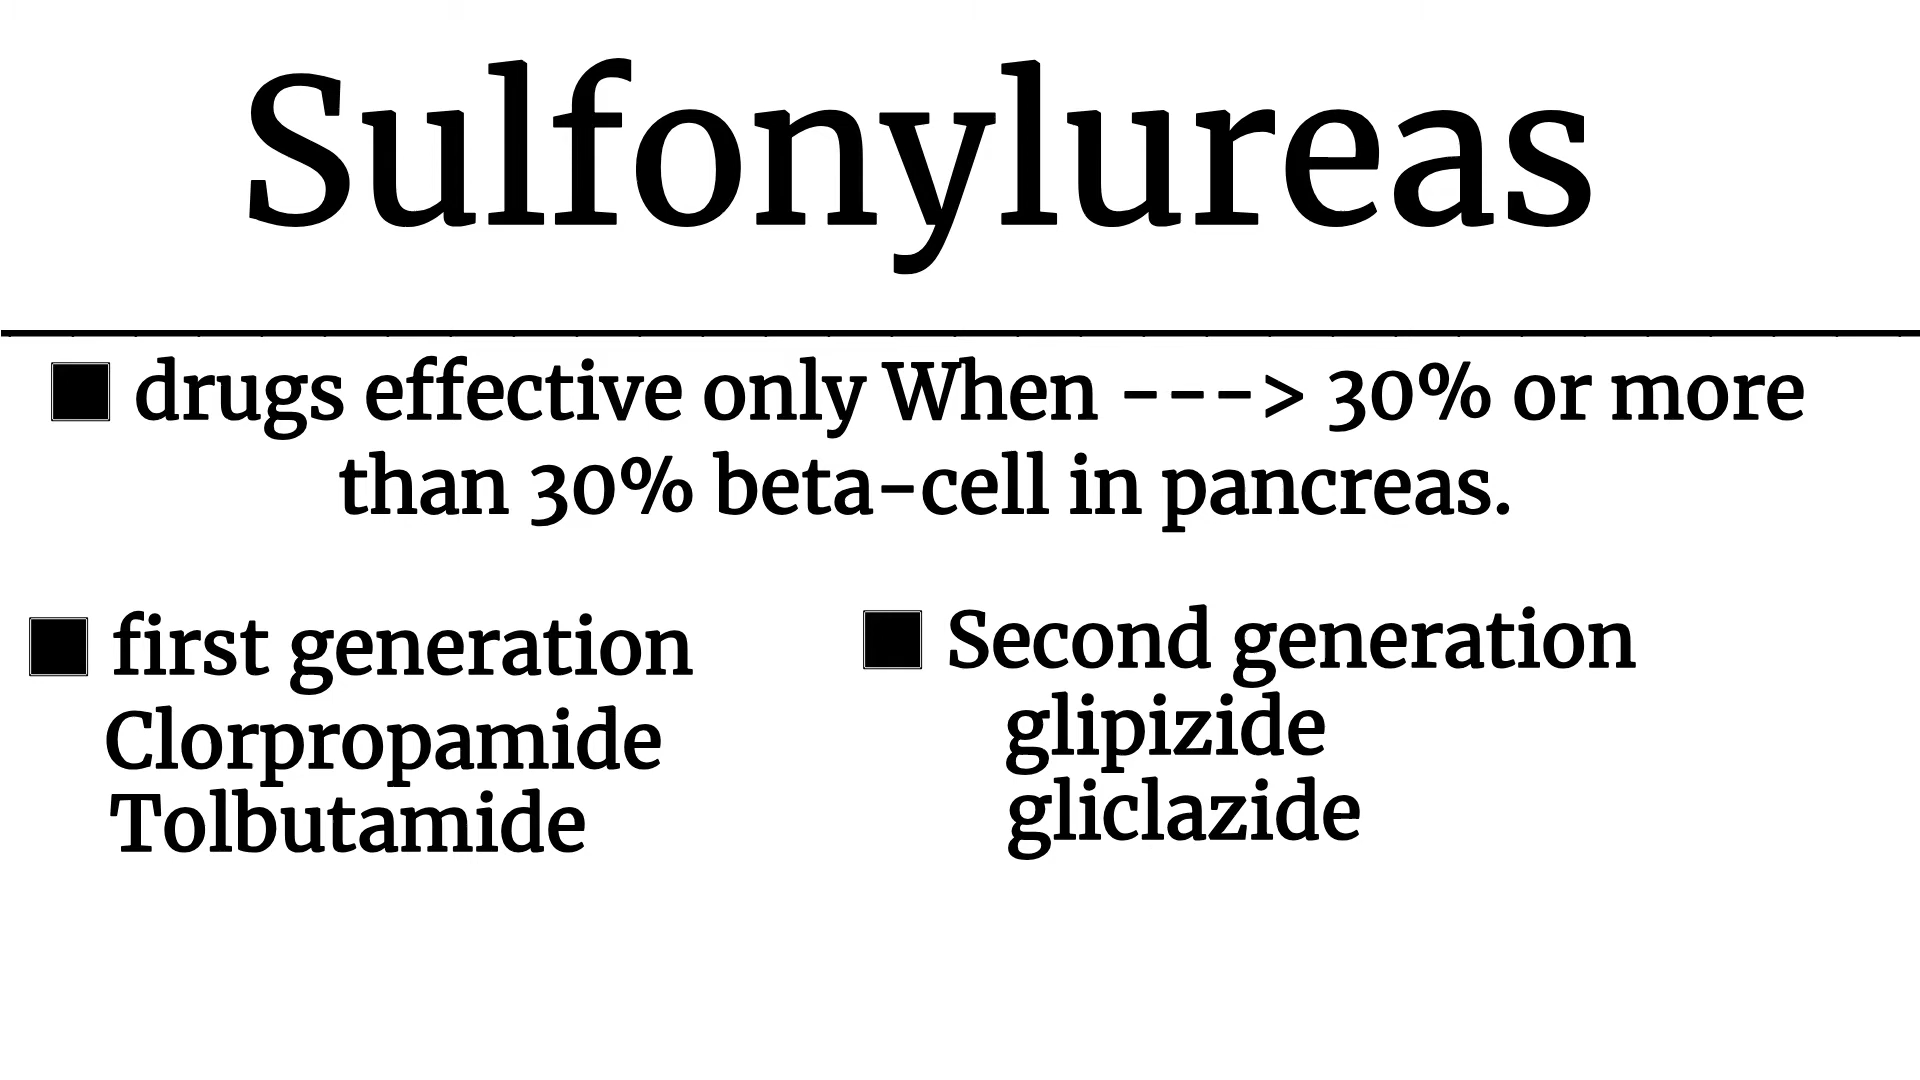 Sulfonylureas
■ drugs effective only When ---> 30% or more
than 30% beta-cell in pancreas.
■ first generation
Clorpropamide
Tolbutamide
■ Second generation
glipizide
gliclazide